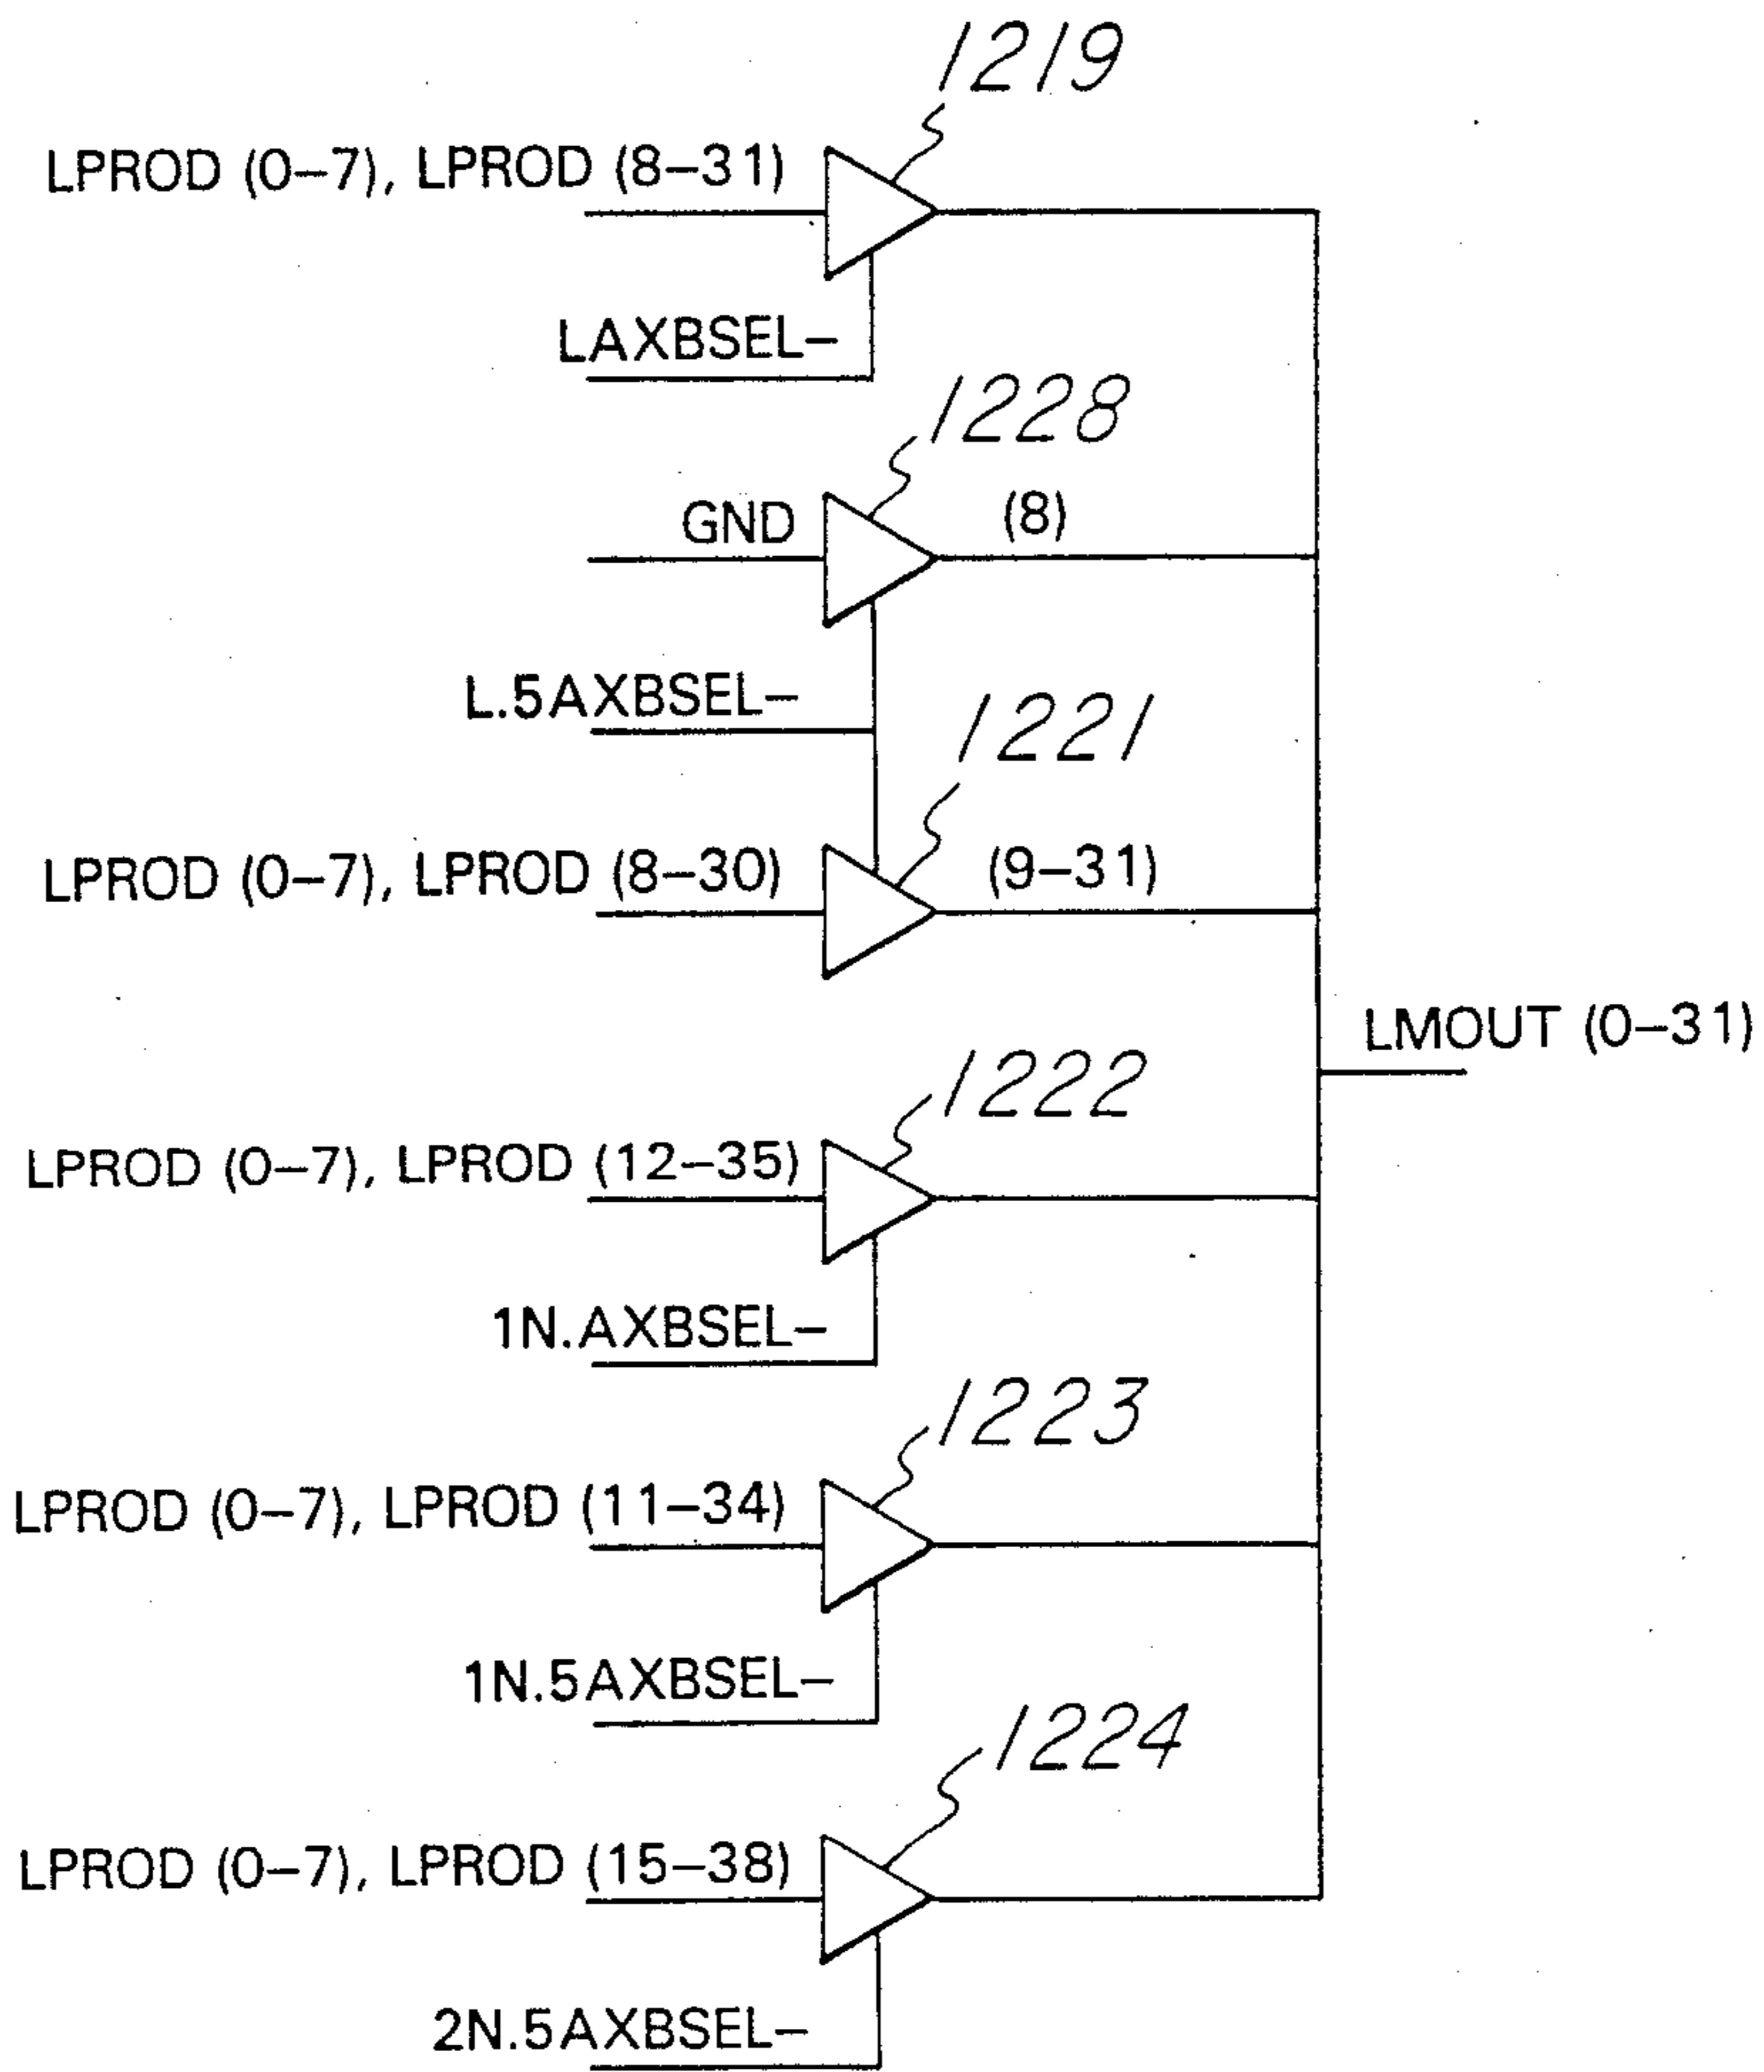 1219
LPROD (0–7), LPROD (8–31)
LAXBSEL–
1228
GND
(8)
L.5AXBSEL–
1221
LPROD (0–7), LPROD (8–30)
(9–31)
LMOUT (0–31)
1222
LPROD (0–7), LPROD (12–35)
1N.AXBSEL–
1223
LPROD (0–7), LPROD (11–34)
1N.5AXBSEL–
1224
LPROD (0–7), LPROD (15–38)
2N.5AXBSEL–